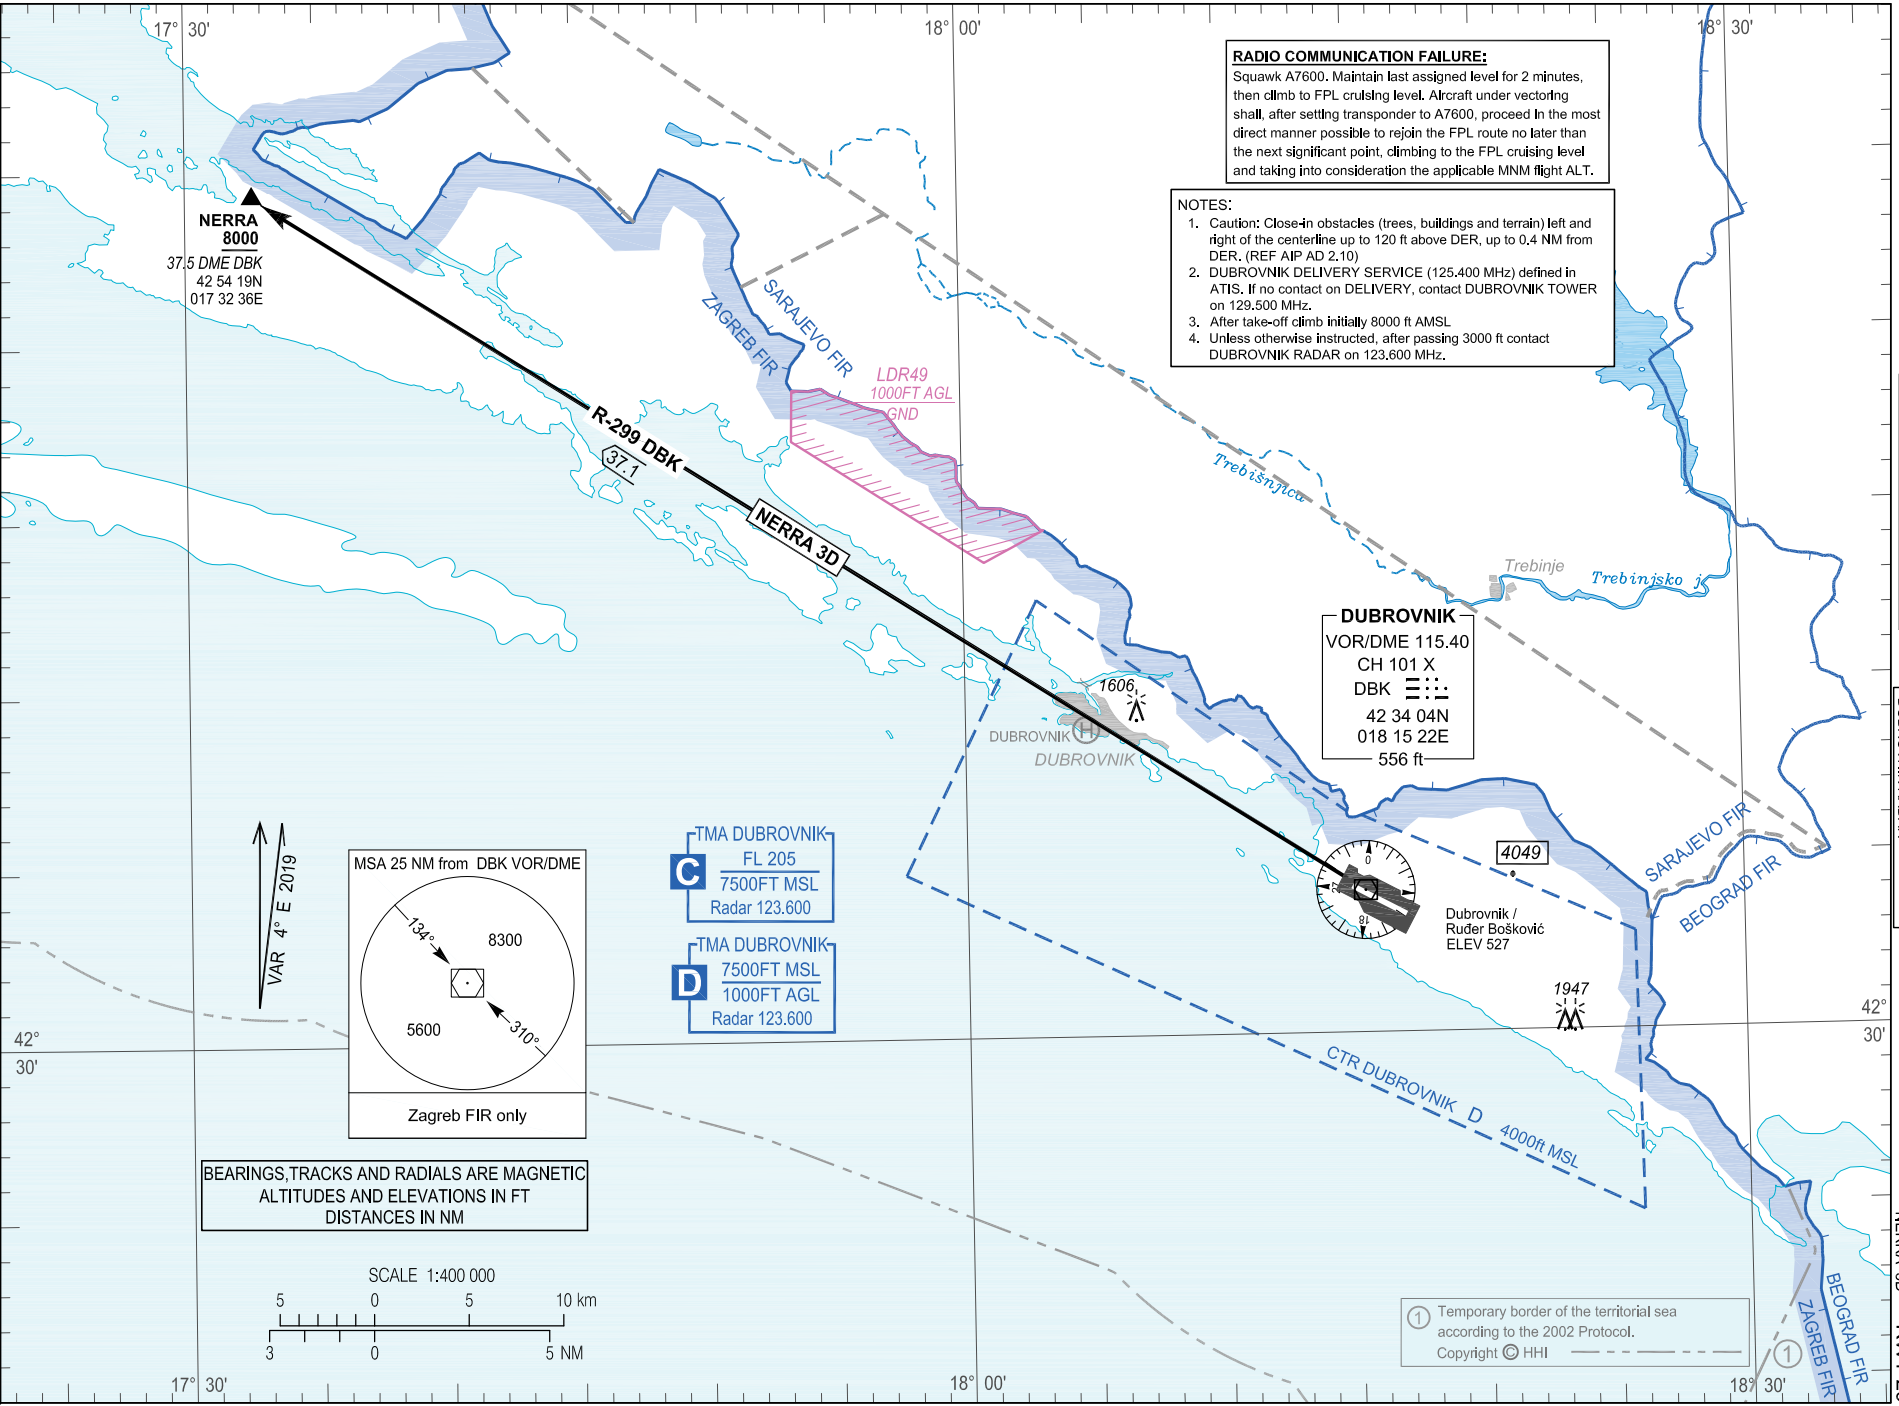 17° 30'
18° 00'
18° 30'
RADIO COMMUNICATION FAILURE:
Squawk A7600. Maintain last assigned level for 2 minutes,
then climb to FPL cruising level. Aircraft under vectoring
shall, after setting transponder to A7600, proceed in the most
direct manner possible to rejoin the FPL route no later than
the next significant point, climbing to the FPL cruising level
and taking into consideration the applicable MNM flight ALT.
NOTES:
1. Caution: Close-in obstacles (trees, buildings and terrain) left and
right of the centerline up to 120 ft above DER, up to 0.4 NM from
DER. (REF AIP AD 2.10)
2. DUBROVNIK DELIVERY SERVICE (125.400 MHz) defined in
ATIS. If no contact on DELIVERY, contact DUBROVNIK TOWER
on 129.500 MHz.
3. After take-off climb initially 8000 ft AMSL
4. Unless otherwise instructed, after passing 3000 ft contact
DUBROVNIK RADAR on 123.600 MHz.
NERRA
8000
37.5 DME DBK
42 54 19N
017 32 36E
SARAJEVO FIR
ZAGREB FIR
LDR49
1000FT AGL
GND
R-299 DBK
37.1
NERRA 3D
Trebišnjica
Trebinje
Trebinjsko j
DUBROVNIK
VOR/DME 115.40
CH 101 X
DBK
42 34 04N
018 15 22E
556 ft
1606
DUBROVNIK H
DUBROVNIK
TMA DUBROVNIK
C FL 205
7500FT MSL
Radar 123.600
TMA DUBROVNIK
D 7500FT MSL
1000FT AGL
Radar 123.600
4049
SARAJEVO FIR
BEOGRAD FIR
0
27
18
Dubrovnik /
Ruđer Bošković
ELEV 527
1947
VAR 4° E 2019
MSA 25 NM from DBK VOR/DME
134°
8300
5600
310°
Zagreb FIR only
42°
30'
42°
30'
CTR DUBROVNIK D 4000ft MSL
BEARINGS,TRACKS AND RADIALS ARE MAGNETIC
ALTITUDES AND ELEVATIONS IN FT
DISTANCES IN NM
SCALE 1:400 000
5 0 5 10 km
3 0 5 NM
1 Temporary border of the territorial sea
according to the 2002 Protocol.
Copyright © HHI
1
BEOGRAD FIR
ZAGREB FIR
17° 30'
18° 00'
18° 30'